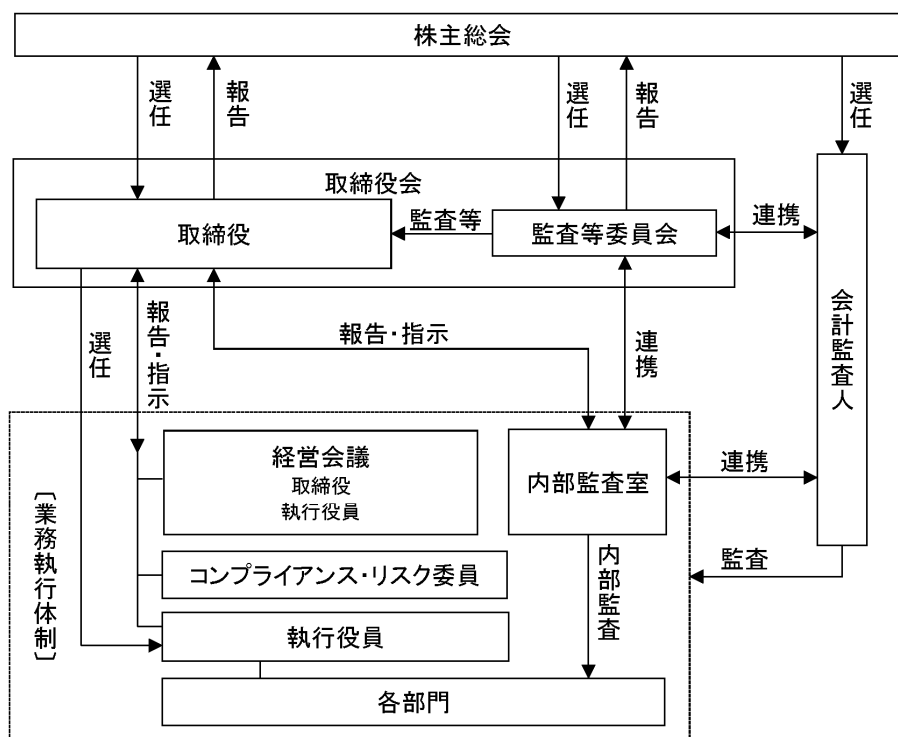 株主総会
選任
報告
選任
報告
選任
取締役会
取締役
監査等
監査等委員会
連携
会計監査人
選任
報告・指示
報告・指示
連携
〔業務執行体制〕
経営会議
取締役
執行役員
内部監査室
連携
コンプライアンス・リスク委員
内部監査
監査
執行役員
各部門